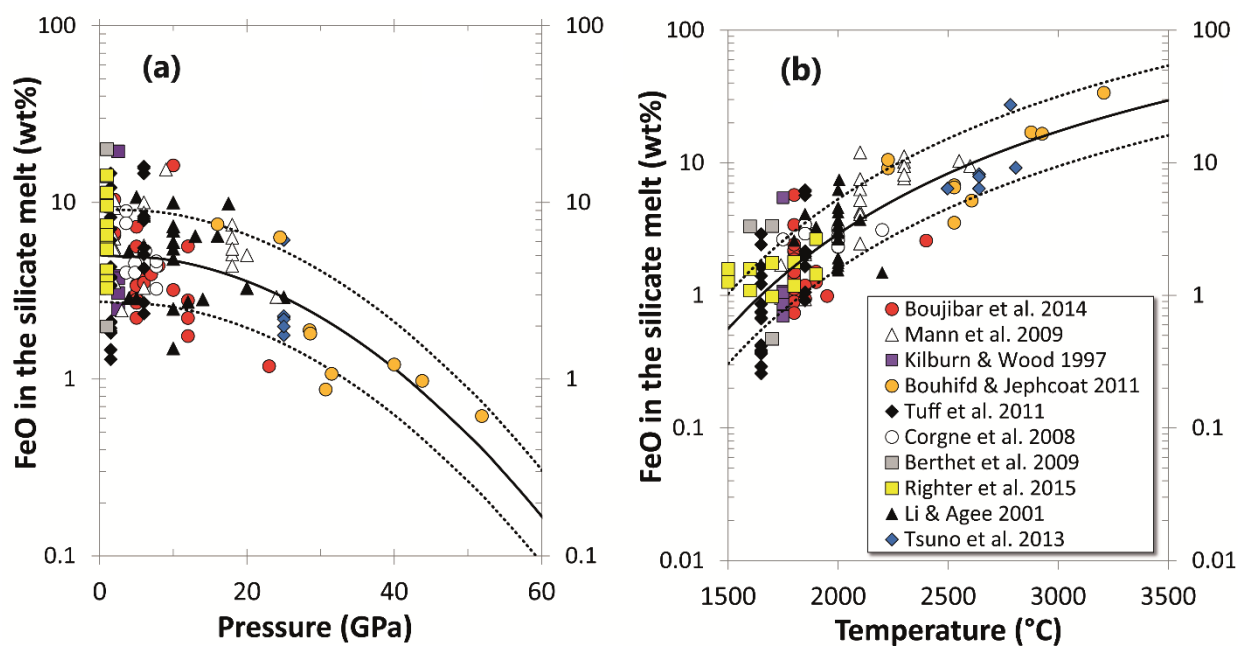 (a)
FeO in the silicate melt (wt%)
100
10
1
0.1
100
10
1
0.1
0
20
40
60
Pressure (GPa)
(b)
FeO in the silicate melt (wt%)
100
10
1
0.1
0.01
100
10
1
0.1
0.01
1500
2000
2500
3000
3500
Temperature (°C)
Boujibar et al. 2014
Mann et al. 2009
Kilburn & Wood 1997
Bouhifd & Jephcoat 2011
Tuff et al. 2011
Corgne et al. 2008
Berthet et al. 2009
Righter et al. 2015
Li & Agee 2001
Tsuno et al. 2013